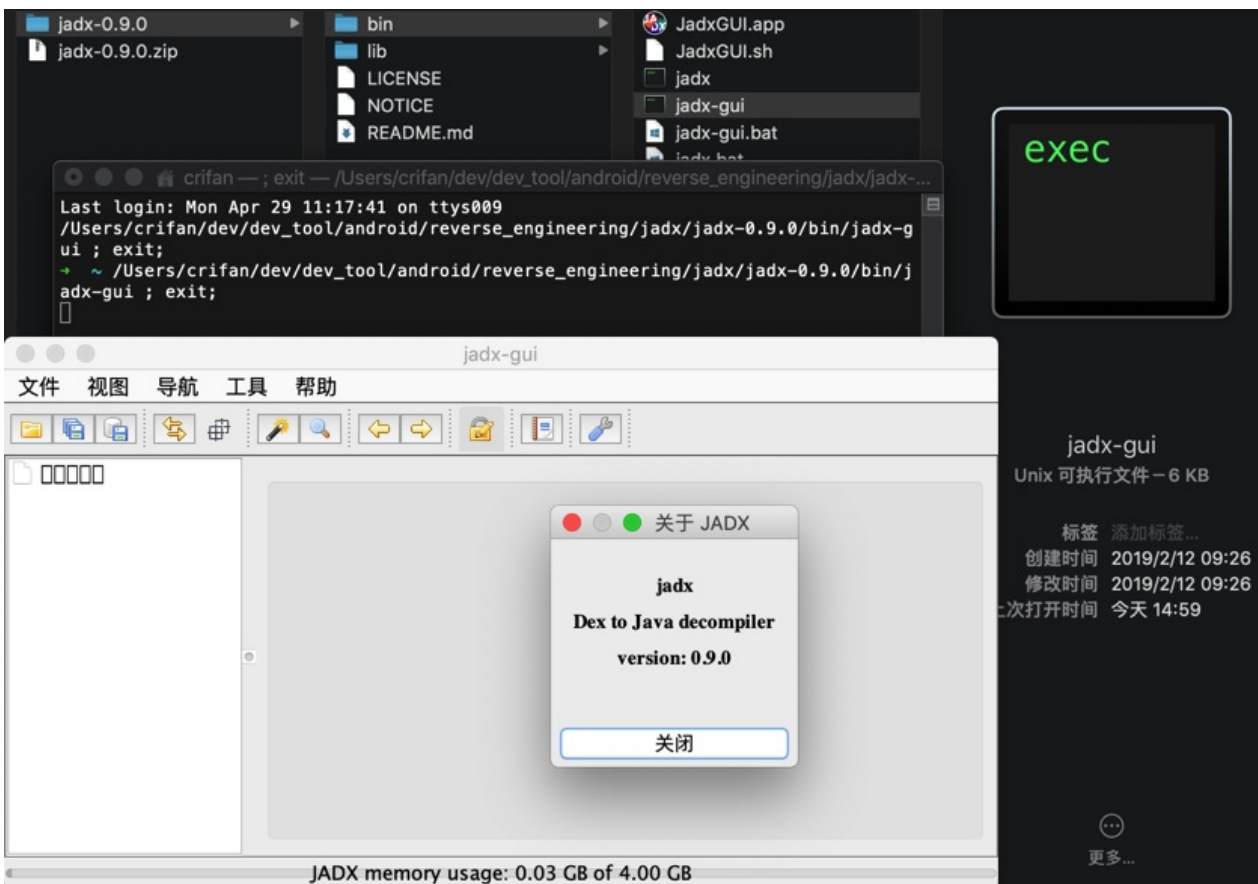 jadx-0.9.0
jadx-0.9.0.zip
bin
lib
LICENSE
NOTICE
README.md
JadxGUI.app
JadxGUI.sh
jadx
jadx-gui
jadx-gui.bat
jadx.bat
exec
crifan — ; exit — /Users/crifan/dev/dev_tool/android/reverse_engineering/jadx/jadx-...
Last login: Mon Apr 29 11:17:41 on ttys009
/Users/crifan/dev/dev_tool/android/reverse_engineering/jadx/jadx-0.9.0/bin/jadx-g
ui ; exit;
→ ~ /Users/crifan/dev/dev_tool/android/reverse_engineering/jadx/jadx-0.9.0/bin/j
adx-gui ; exit;
jadx-gui
文件 视图 导航 工具 帮助
关于 JADX
jadx
Dex to Java decompiler
version: 0.9.0
关闭
JADX memory usage: 0.03 GB of 4.00 GB
jadx-gui
Unix 可执行文件 – 6 KB
标签 添加标签...
创建时间 2019/2/12 09:26
修改时间 2019/2/12 09:26
次打开时间 今天 14:59
更多...